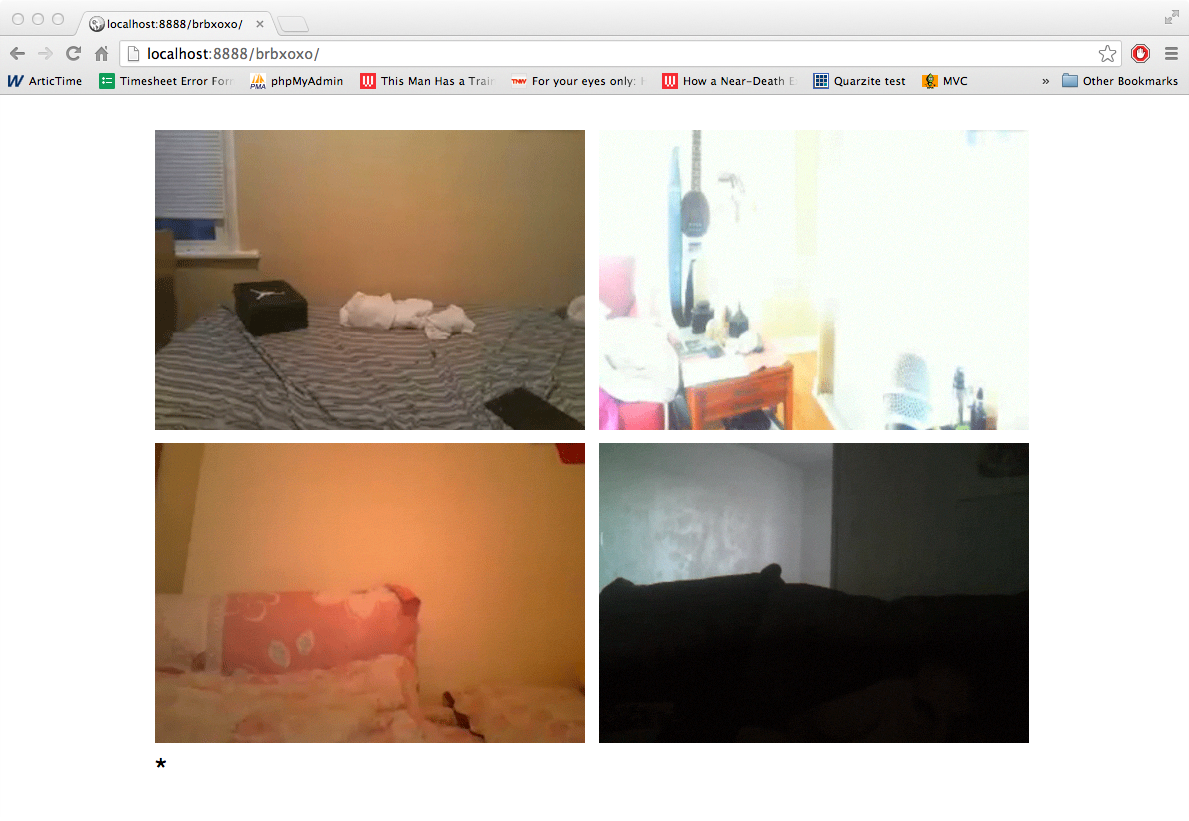 localhost:8888/brbxoxo/
localhost:8888/brbxoxo/
ArticTime Timesheet Error Form phpMyAdmin This Man Has a Trai For your eyes only: How a Near-Death E Quarzite test MVC » Other Bookmarks
*